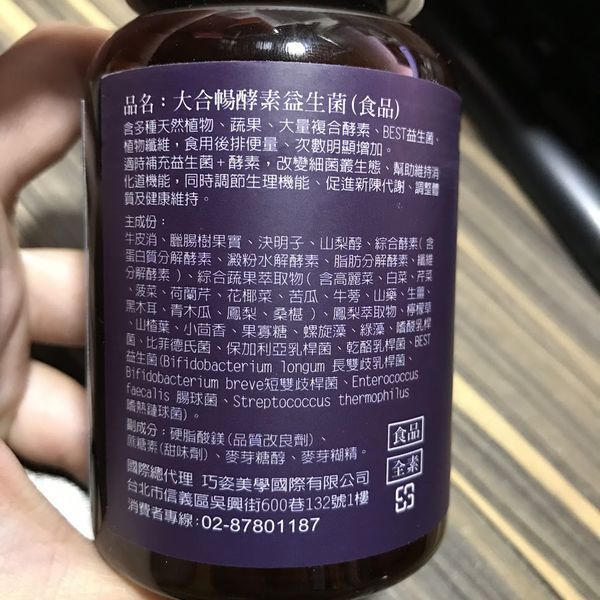 品名：大合暢酵素益生菌(食品)
含多種天然植物、蔬果、大量複合酵素、BEST益生菌、
植物纖維，食用後排便量、次數明顯增加。
適時補充益生菌+酵素，改變細菌叢生態、幫助維持消
化道機能，同時調節生理機能、促進新陳代謝、調整體
質及健康維持。
主成份：
牛皮消、臘腸樹果實、決明子、山梨醇、綜合酵素(含
蛋白質分解酵素、澱粉水解酵素、脂肪分解酵素、纖維
分解酵素)、綜合蔬果萃取物(含高麗菜、白菜、芹菜
、菠菜、荷蘭芹、花椰菜、苦瓜、牛蒡、山藥、生薑、
黑木耳、青木瓜、鳳梨、桑椹)、鳳梨萃取物、檸檬草
、山楂葉、小茴香、果寡糖、螺旋藻、綠藻、嗜酸乳桿
菌、比菲德氏菌、保加利亞乳桿菌、乾酪乳桿菌、BEST
益生菌(Bifidobacterium longum 長雙歧乳桿菌、
Bifidobacterium breve短雙歧桿菌、Enterococcus
faecalis 腸球菌、Streptococcus thermophilus
嗜熱鏈球菌)。
副成分：硬脂酸鎂(品質改良劑)、
蔗糖素(甜味劑)、麥芽糖醇、麥芽糊精。
食品
全素
國際總代理 巧姿美學國際有限公司
台北市信義區吳興街600巷132號1樓
消費者專線:02-87801187